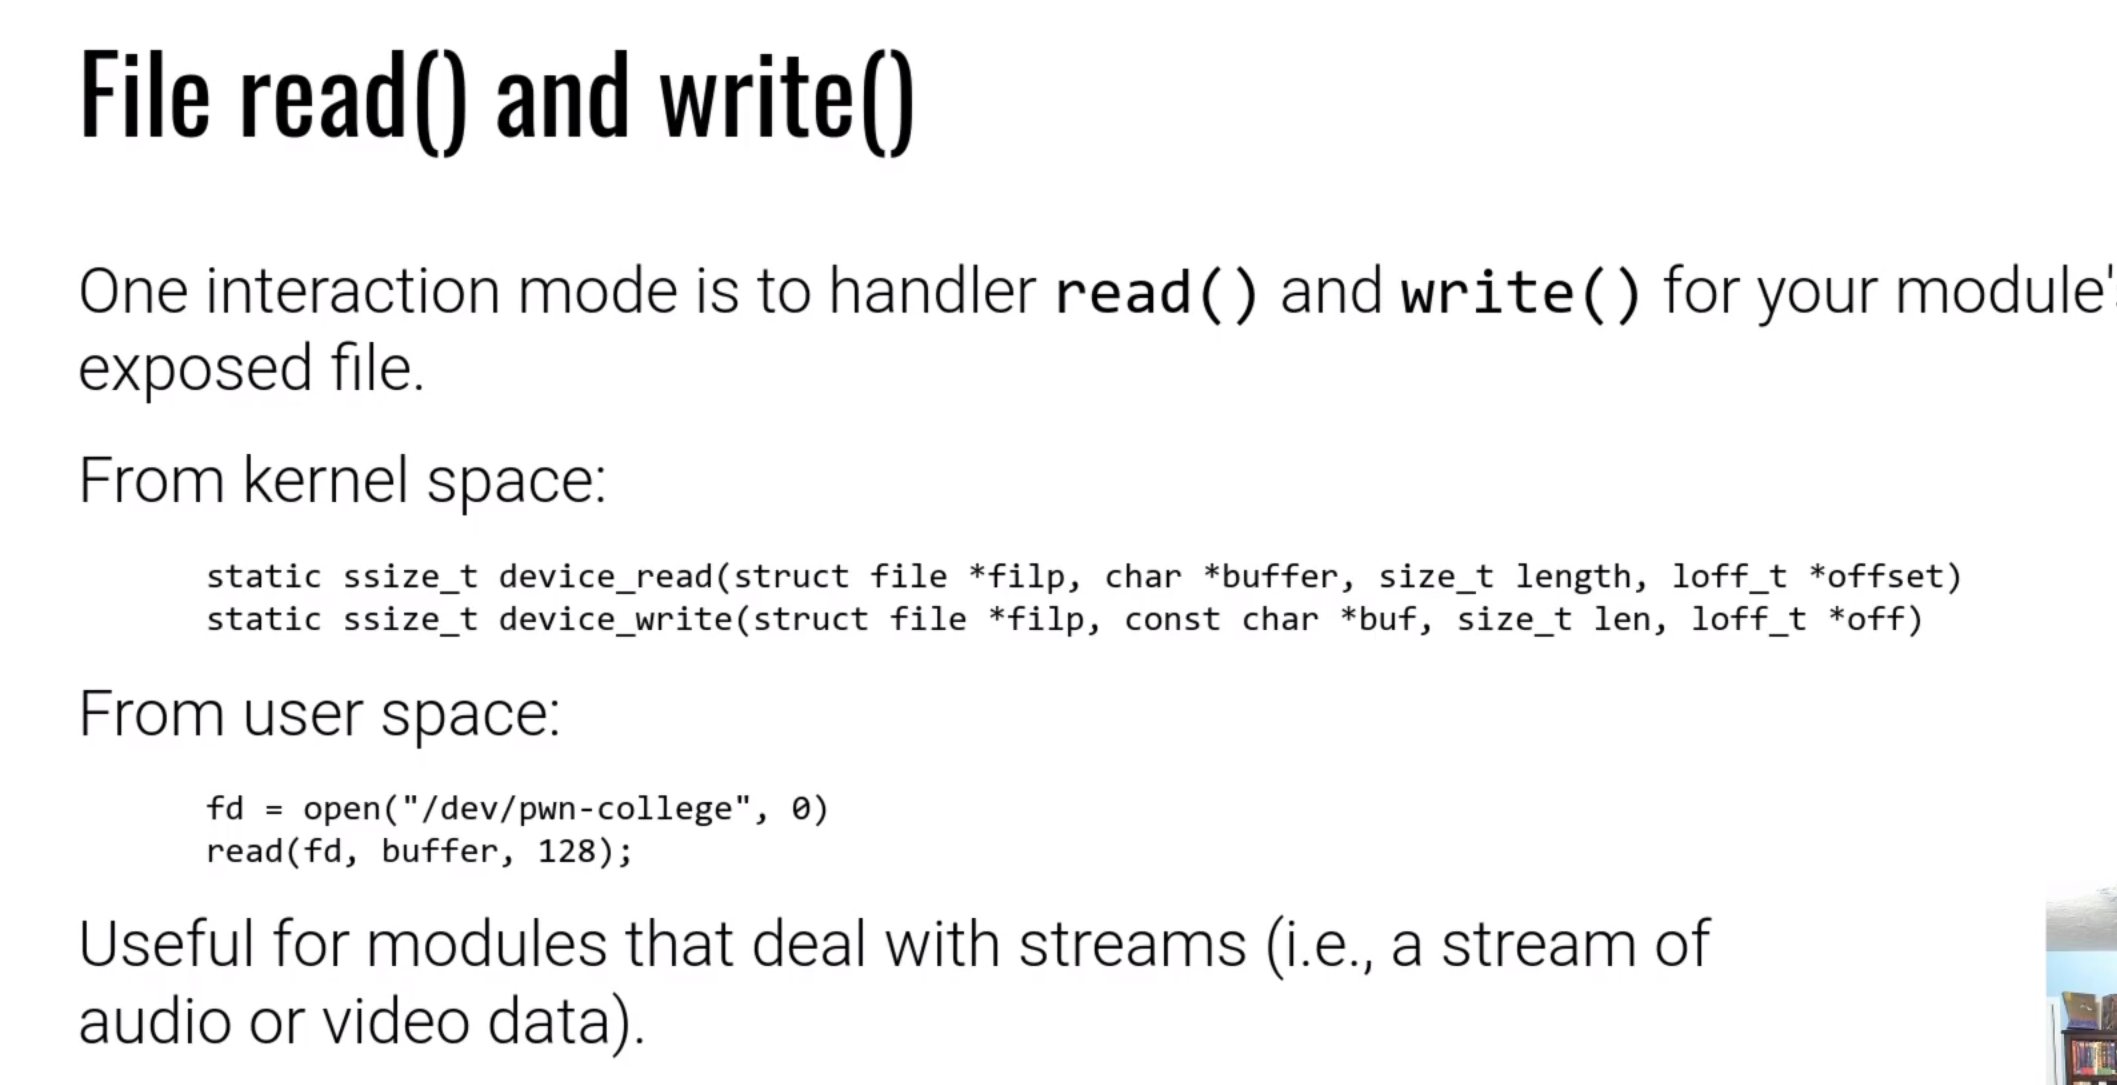 File read() and write()
One interaction mode is to handler read() and write() for your module'
exposed file.
From kernel space:
static ssize_t device_read(struct file *filp, char *buffer, size_t length, loff_t *offset)
static ssize_t device_write(struct file *filp, const char *buf, size_t len, loff_t *off)
From user space:
fd = open("/dev/pwn-college", 0)
read(fd, buffer, 128);
Useful for modules that deal with streams (i.e., a stream of
audio or video data).